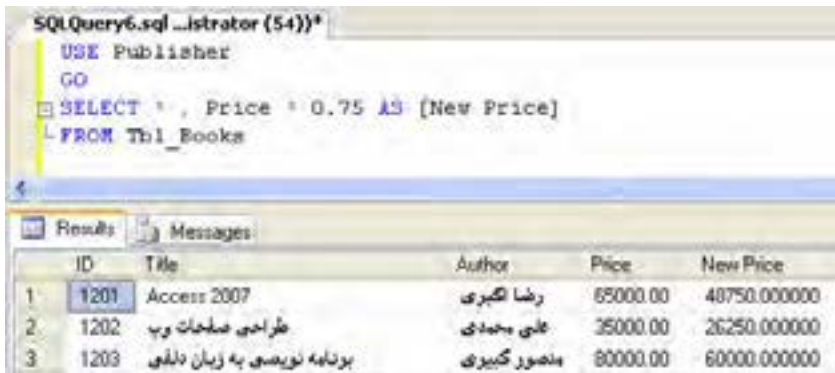 SQLQuery6.sql ...istrator (54))*
USE Publisher
GO
SELECT * , Price * 0.75 AS [New Price]
FROM Tbl_Books
Results Messages
ID Title Author Price New Price
1 1201 Access 2007 رضا اکبری 65000.00 48750.000000
2 1202 طراحی صفحات وب علی محمدی 35000.00 26250.000000
3 1203 برنامه نویسی به زبان دلفی منصور کبیری 80000.00 60000.000000